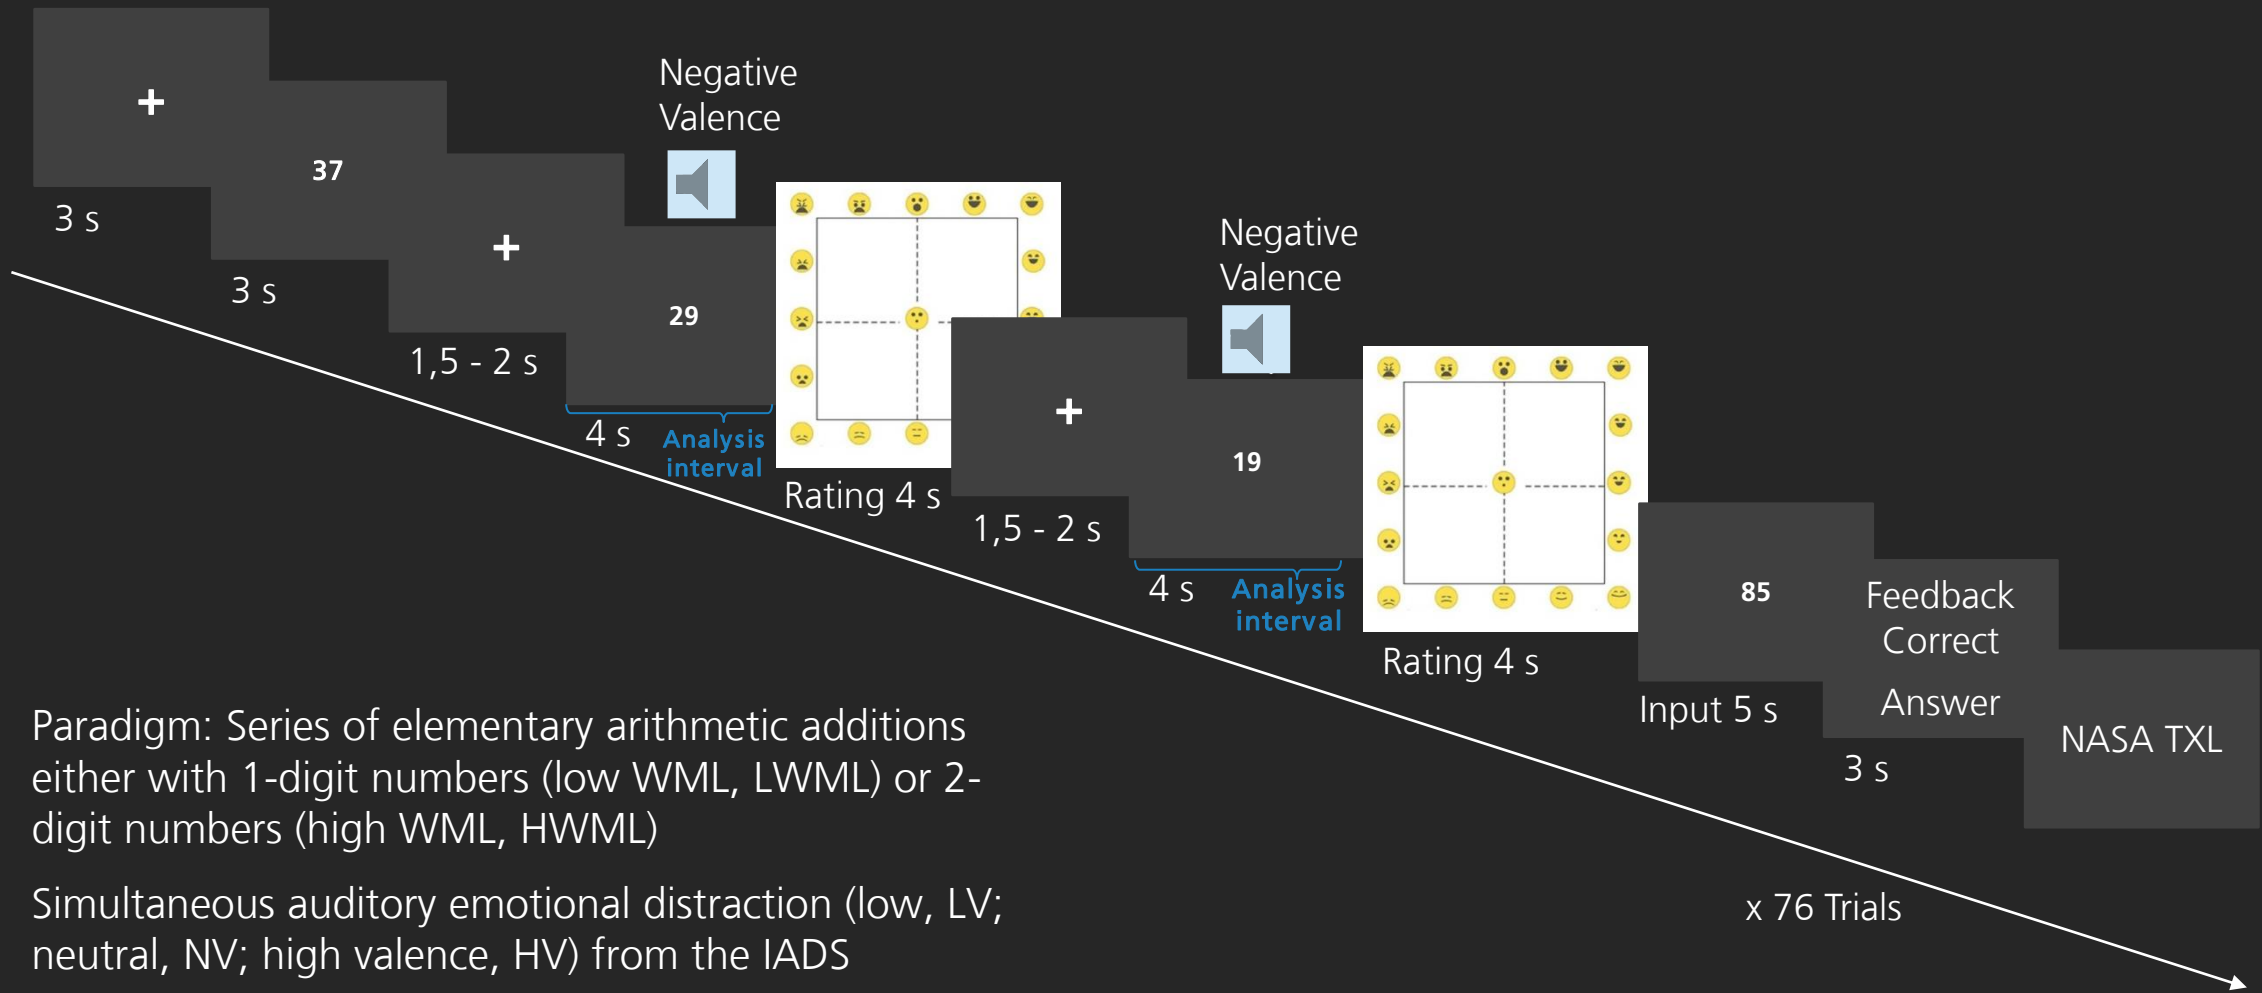 +
3 s
37
3 s
+
1,5 - 2 s
Negative
Valence
29
4 s
Analysis
interval
Rating 4 s
+
1,5 - 2 s
Negative
Valence
19
4 s
Analysis
interval
Rating 4 s
85
Input 5 s
Feedback
Correct
Answer
3 s
NASA TXL
x 76 Trials
Paradigm: Series of elementary arithmetic additions
either with 1-digit numbers (low WML, LWML) or 2-
digit numbers (high WML, HWML)
Simultaneous auditory emotional distraction (low, LV;
neutral, NV; high valence, HV) from the IADS